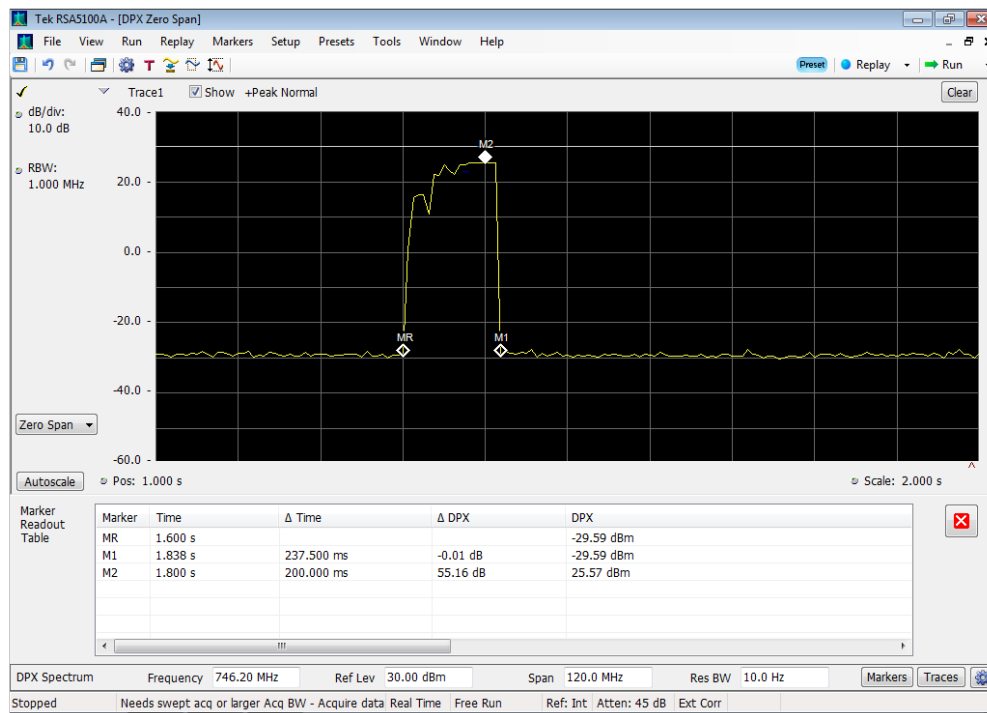 Tek RSA5100A - [DPX Zero Span]
File View Run Replay Markers Setup Presets Tools Window Help
T Preset Replay Run
Trace1 Show +Peak Normal Clear
dB/div:
10.0 dB
RBW:
1.000 MHz
40.0 -
20.0 -
0.0 -
-20.0 -
-40.0 -
-60.0 -
M2
MR M1
Zero Span
Autoscale Pos: 1.000 s Scale: 2.000 s
Marker
Readout
Table
Marker Time Δ Time Δ DPX DPX
MR 1.600 s -29.59 dBm
M1 1.838 s 237.500 ms -0.01 dB -29.59 dBm
M2 1.800 s 200.000 ms 55.16 dB 25.57 dBm
DPX Spectrum Frequency 746.20 MHz Ref Lev 30.00 dBm Span 120.0 MHz Res BW 10.0 Hz Markers Traces
Stopped Needs swept acq or larger Acq BW - Acquire data Real Time Free Run Ref: Int Atten: 45 dB Ext Corr